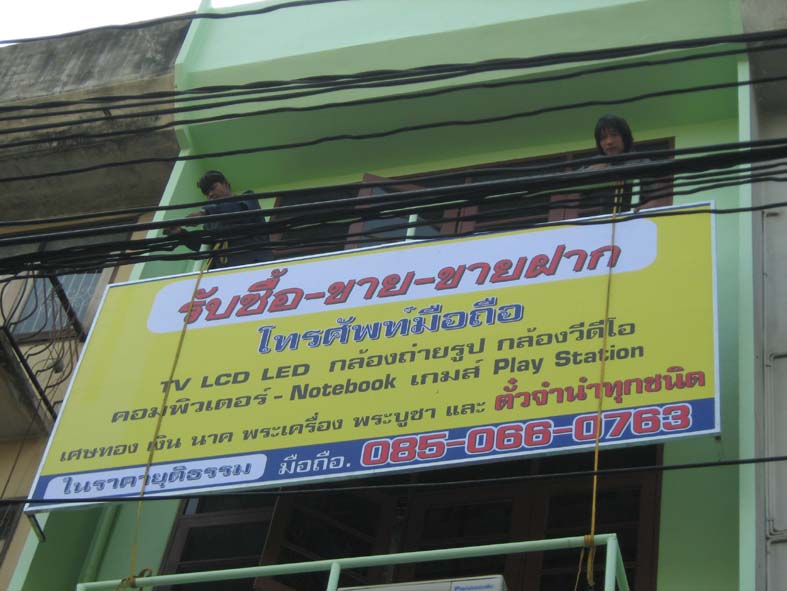 รับซื้อ-ขาย-ขายฝาก
โทรศัพท์มือถือ
TV LCD LED กล้องถ่ายรูป กล้องวีดีโอ
คอมพิวเตอร์ - Notebook เกมส์ Play Station
เศษทอง เงิน นาค พระเครื่อง พระบูชา และ ตั๋วจำนำทุกชนิด
ในราคายุติธรรม มือถือ. 085-066-0763
Panasonic